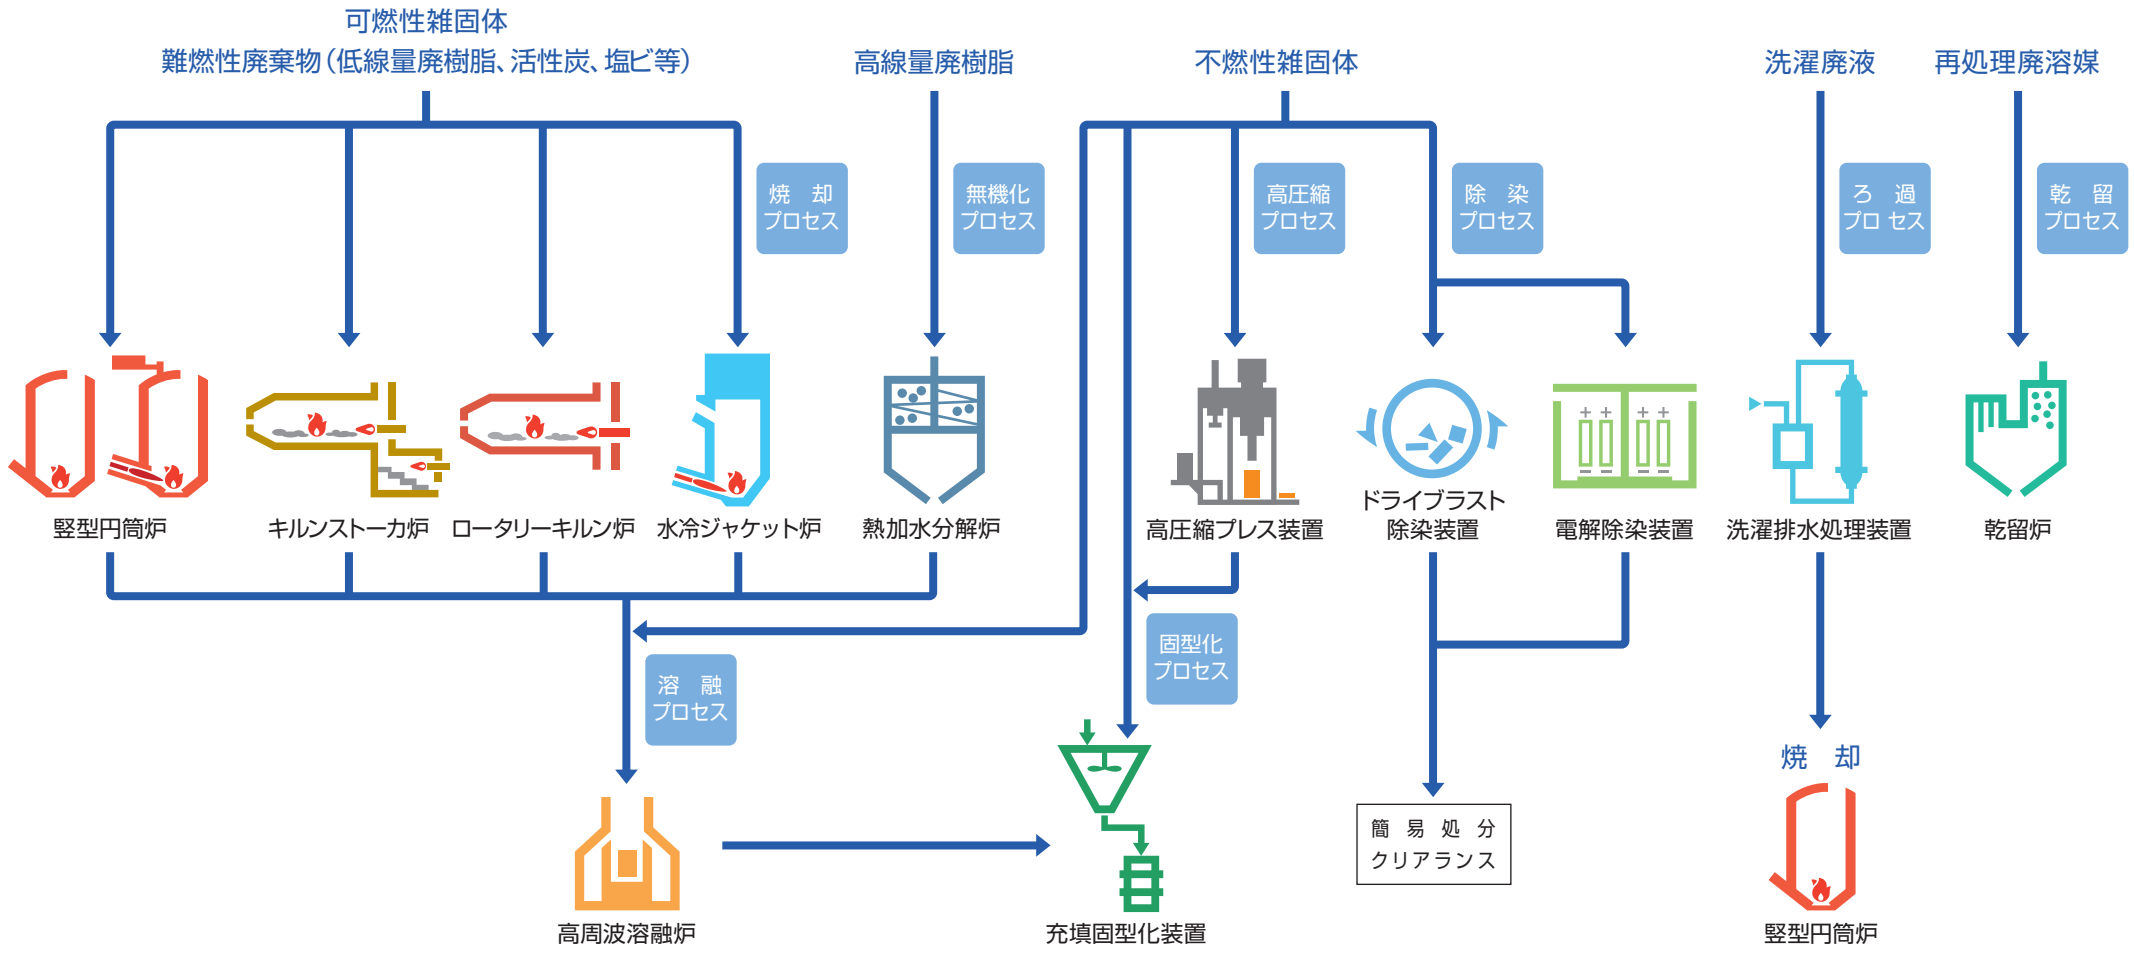 可燃性雑固体
難燃性廃棄物（低線量廃樹脂、活性炭、塩ビ等）
高線量廃樹脂
不燃性雑固体
洗濯廃液
再処理廃溶媒
焼　却
プロセス
無機化
プロセス
高圧縮
プロセス
除　染
プロセス
ろ　過
プロ セス
乾　留
プロセス
竪型円筒炉
キルンストーカ炉
ロータリーキルン炉
水冷ジャケット炉
熱加水分解炉
高圧縮プレス装置
ドライブラスト
除染装置
電解除染装置
洗濯排水処理装置
乾留炉
溶　融
プロセス
固型化
プロセス
焼　却
簡易処分
クリアランス
高周波溶融炉
充填固型化装置
竪型円筒炉